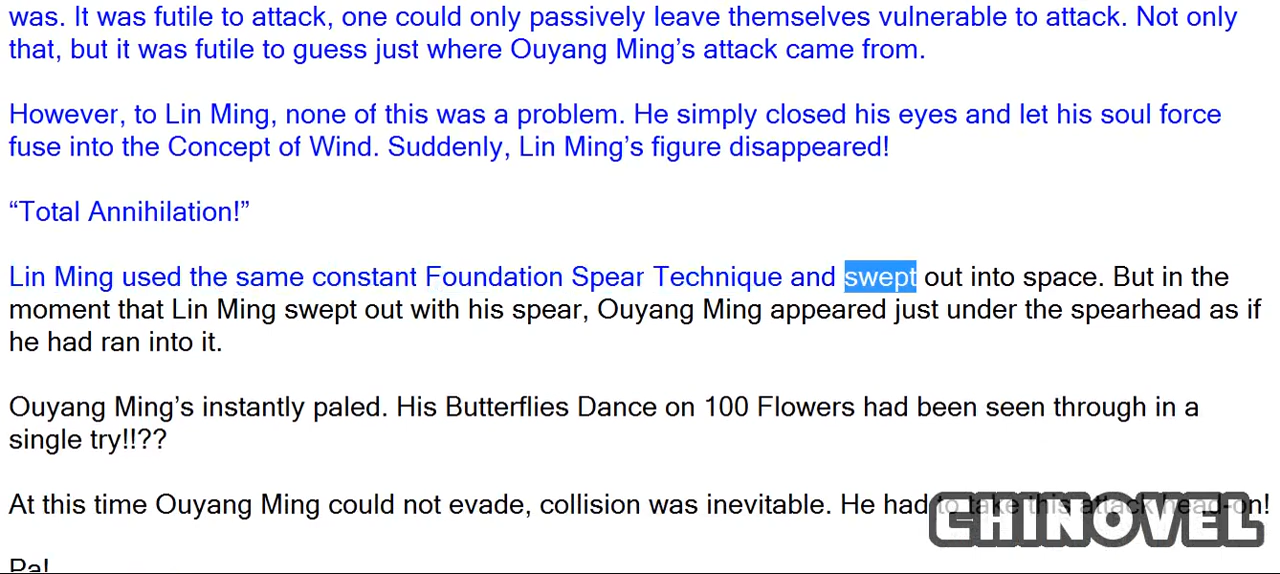 was. It was futile to attack, one could only passively leave themselves vulnerable to attack. Not only
that, but it was futile to guess just where Ouyang Ming’s attack came from.
However, to Lin Ming, none of this was a problem. He simply closed his eyes and let his soul force
fuse into the Concept of Wind. Suddenly, Lin Ming’s figure disappeared!
“Total Annihilation!”
Lin Ming used the same constant Foundation Spear Technique and swept out into space. But in the
moment that Lin Ming swept out with his spear, Ouyang Ming appeared just under the spearhead as if
he had ran into it.
Ouyang Ming’s instantly paled. His Butterflies Dance on 100 Flowers had been seen through in a
single try!!??
At this time Ouyang Ming could not evade, collision was inevitable. He had to take this attack head-on!
CHINOVEL
Pa!